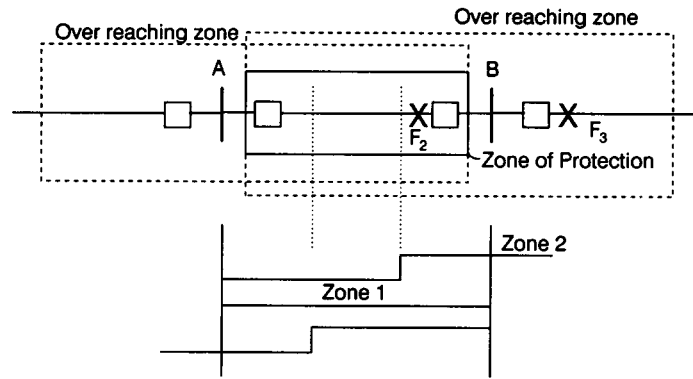 Over reaching zone
Over reaching zone
A
B
F2
F3
Zone of Protection
Zone 2
Zone 1